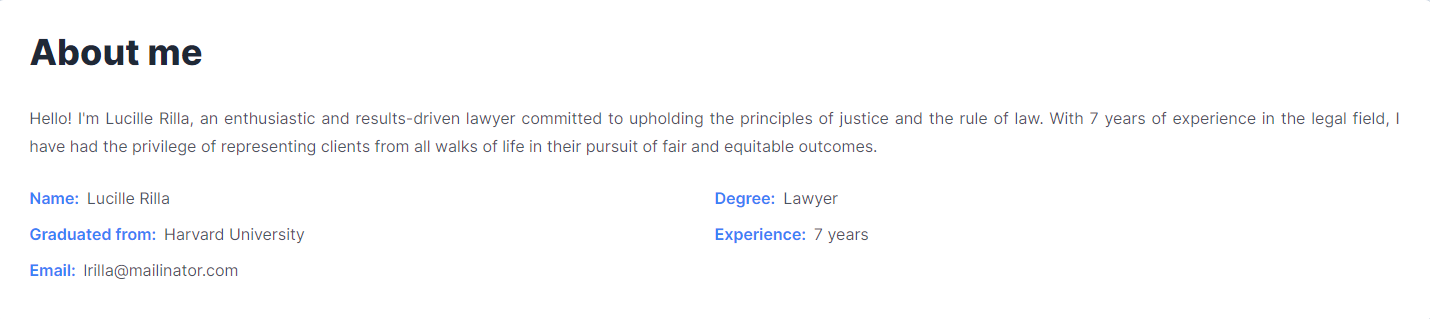 About me
Hello! I'm Lucille Rilla, an enthusiastic and results-driven lawyer committed to upholding the principles of justice and the rule of law. With 7 years of experience in the legal field, I
have had the privilege of representing clients from all walks of life in their pursuit of fair and equitable outcomes.
Name: Lucille Rilla
Degree: Lawyer
Graduated from: Harvard University
Experience: 7 years
Email: lrilla@mailinator.com